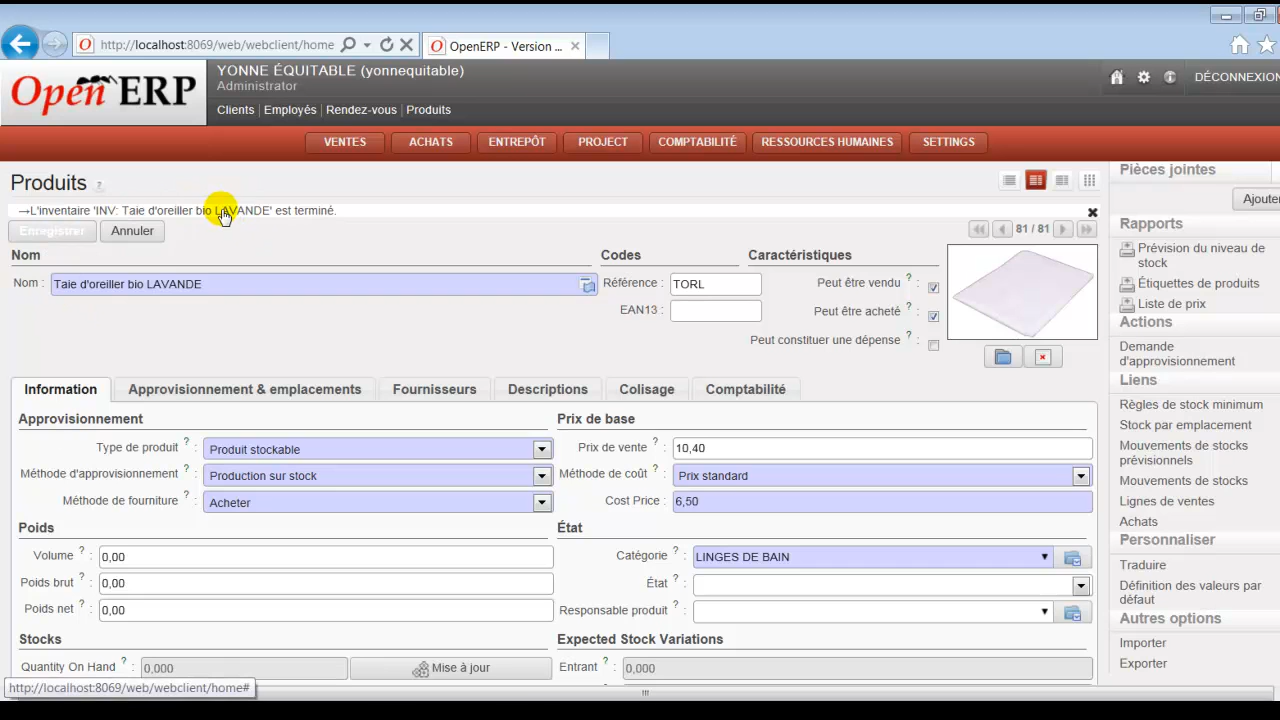 http://localhost:8069/web/webclient/home
OpenERP - Version ...
Open ERP
YONNE ÉQUITABLE (yonnequitable)
Administrator
Clients | Employés | Rendez-vous | Produits
DÉCONNEXION
VENTES ACHATS ENTREPÔT PROJECT COMPTABILITÉ RESSOURCES HUMAINES SETTINGS
Produits ?
→L'inventaire 'INV: Taie d'oreiller bio LAVANDE' est terminé.
Enregistrer Annuler 81 / 81
Nom Codes Caractéristiques
Nom : Taie d'oreiller bio LAVANDE Référence : TORL Peut être vendu ? :
EAN13 : Peut être acheté ? :
Peut constituer une dépense ? :
Information Approvisionnement & emplacements Fournisseurs Descriptions Colisage Comptabilité
Approvisionnement Prix de base
Type de produit ? : Produit stockable Prix de vente ? : 10,40
Méthode d'approvisionnement ? : Production sur stock Méthode de coût ? : Prix standard
Méthode de fourniture ? : Acheter Cost Price : 6,50
Poids État
Volume ? : 0,00 Catégorie ? : LINGES DE BAIN
Poids brut ? : 0,00 État ? :
Poids net ? : 0,00 Responsable produit ? :
Stocks Expected Stock Variations
Quantity On Hand ? : 0,000 Mise à jour Entrant ? : 0,000
http://localhost:8069/web/webclient/home#
Pièces jointes
Ajouter
Rapports
Prévision du niveau de
stock
Étiquettes de produits
Liste de prix
Actions
Demande
d'approvisionnement
Liens
Règles de stock minimum
Stock par emplacement
Mouvements de stocks
prévisionnels
Mouvements de stocks
Lignes de ventes
Achats
Personnaliser
Traduire
Définition des valeurs par
défaut
Autres options
Importer
Exporter